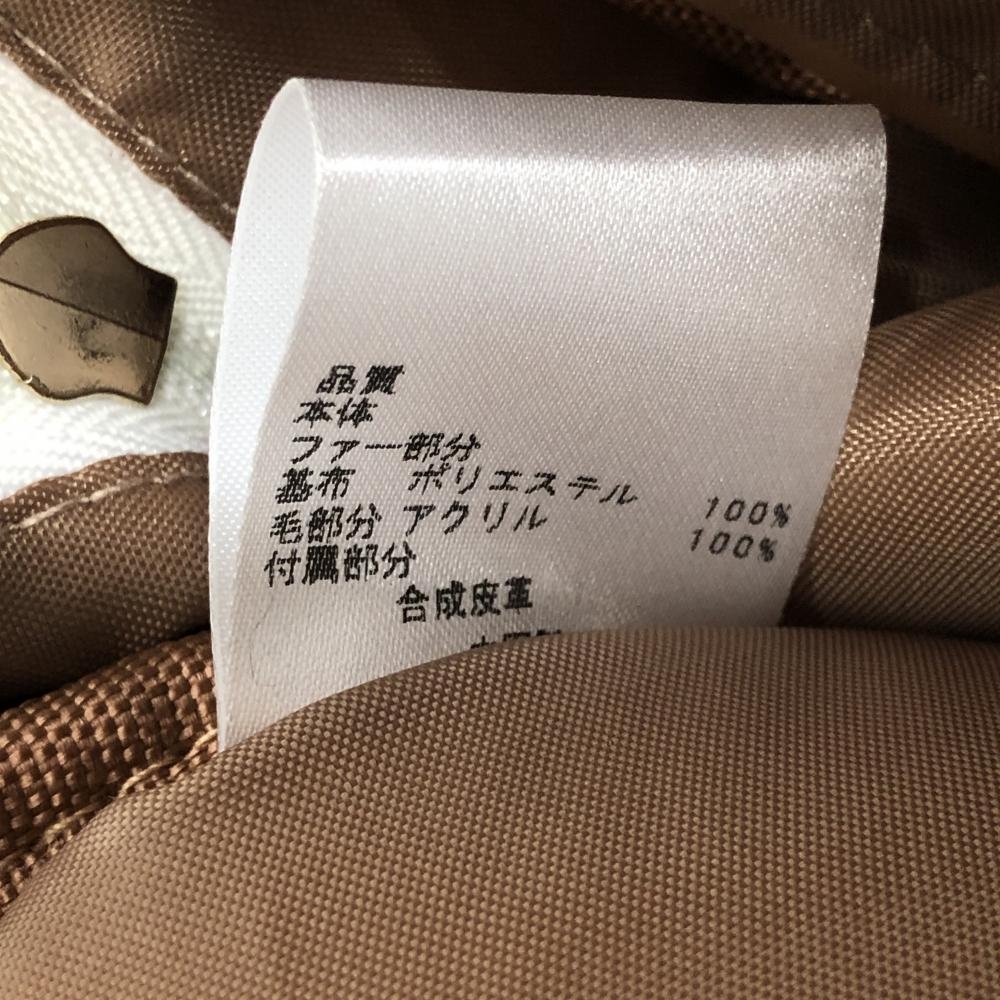 品質
本体
ファー部分
基布 ポリエステル 100%
毛部分 アクリル 100%
付属部分
合成皮革